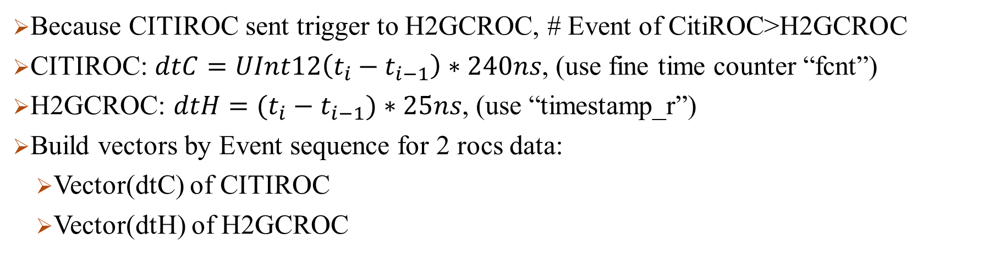 ➢Because CITIROC sent trigger to H2GCROC, # Event of CitiROC>H2GCROC
➢CITIROC: dtC = UInt12(t_i − t_{i−1}) ∗ 240ns, (use fine time counter “fcnt”)
➢H2GCROC: dtH = (t_i − t_{i−1}) ∗ 25ns, (use “timestamp_r”)
➢Build vectors by Event sequence for 2 rocs data:
➢Vector(dtC) of CITIROC
➢Vector(dtH) of H2GCROC